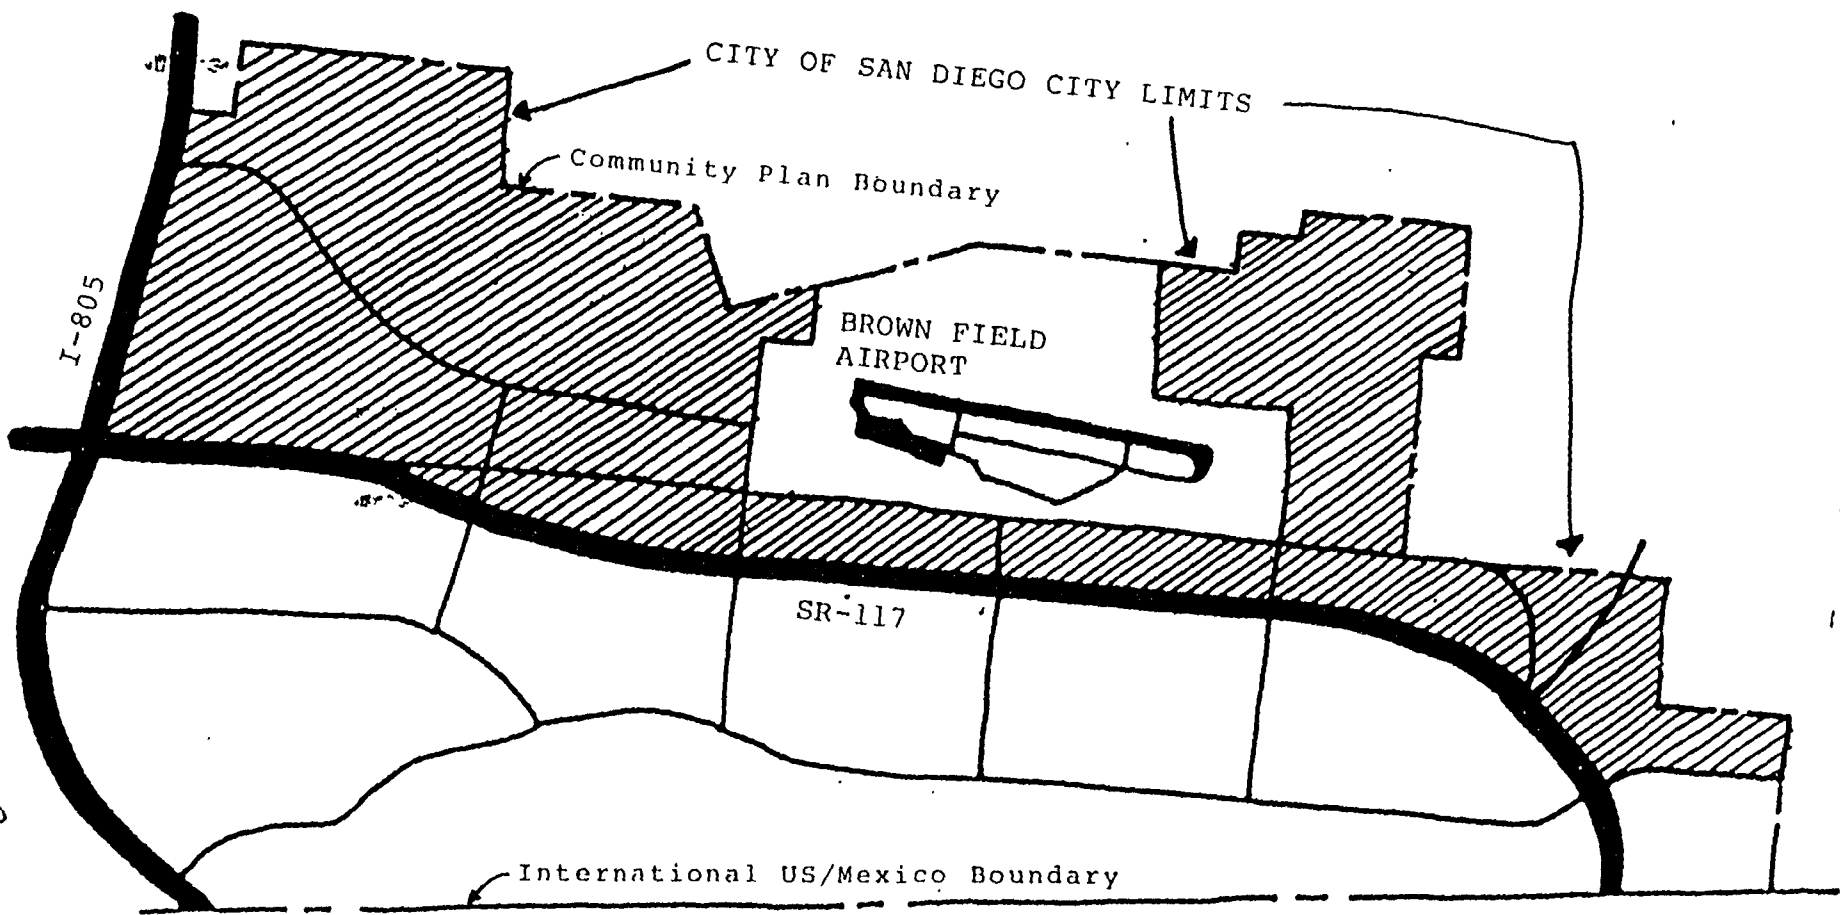 CITY OF SAN DIEGO CITY LIMITS
Community Plan Boundary
I-805
BROWN FIELD
AIRPORT
SR-117
International US/Mexico Boundary